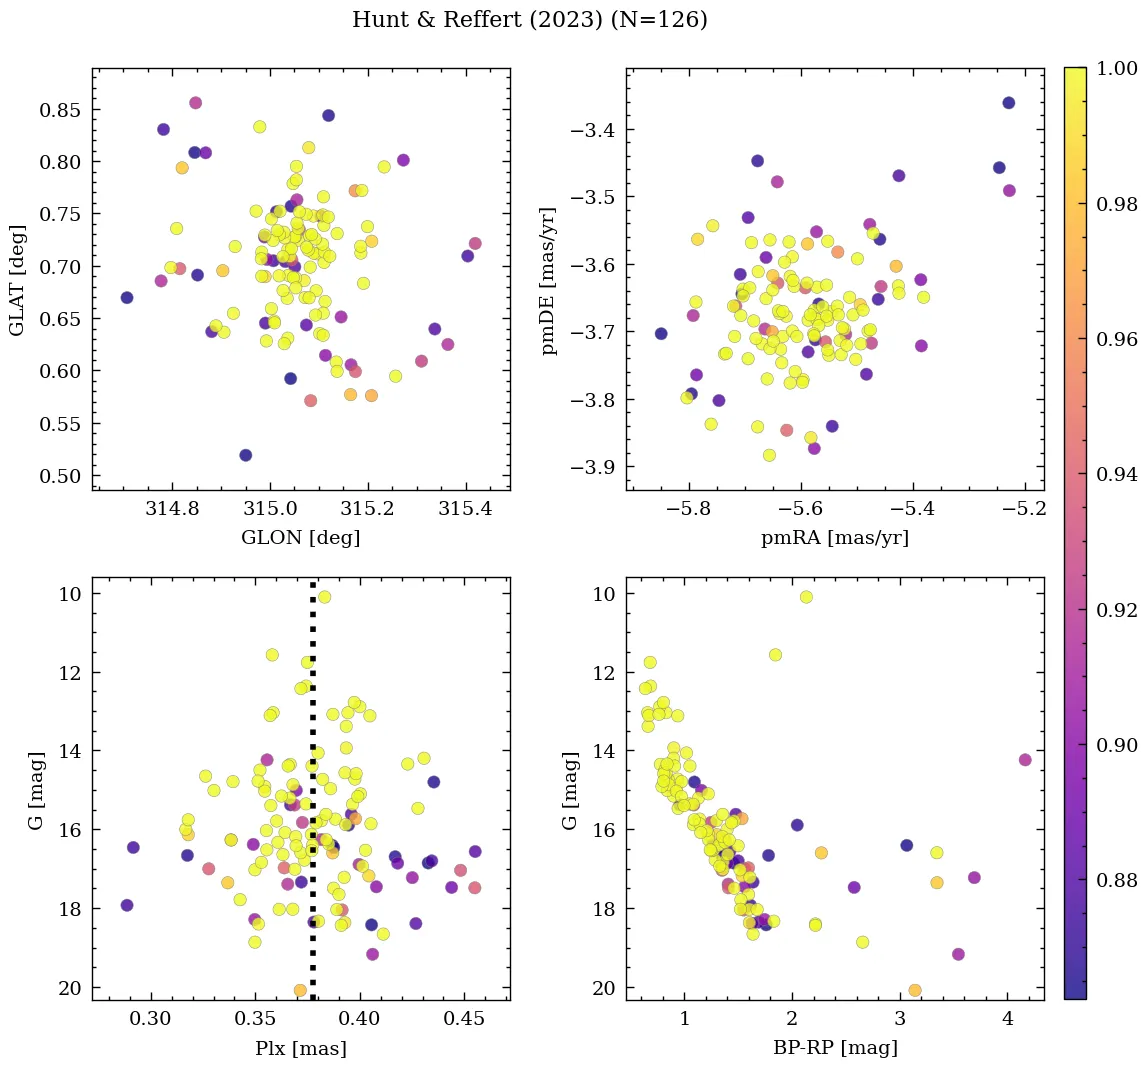 Hunt & Reffert (2023) (N=126)
0.85
0.80
0.75
0.70
0.65
0.60
0.55
0.50
GLAT [deg]
314.8 315.0 315.2 315.4
GLON [deg]
−3.4
−3.5
−3.6
−3.7
−3.8
−3.9
pmDE [mas/yr]
−5.8 −5.6 −5.4 −5.2
pmRA [mas/yr]
10
12
14
16
18
20
G [mag]
0.30 0.35 0.40 0.45
Plx [mas]
10
12
14
16
18
20
G [mag]
1 2 3 4
BP-RP [mag]
1.00
0.98
0.96
0.94
0.92
0.90
0.88